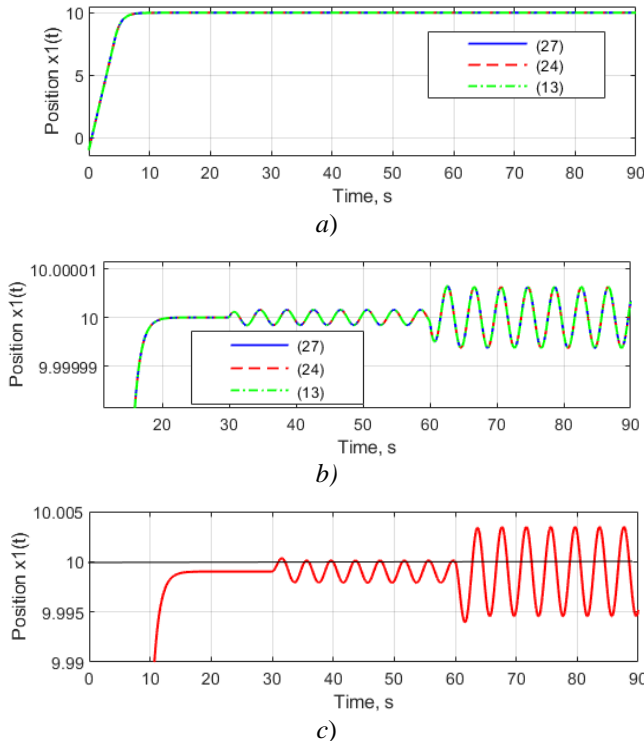 Position x1(t)
10
5
0
(27)
(24)
(13)
0 10 20 30 40 50 60 70 80 90
Time, s
a)
Position x1(t)
10.00001
10
9.99999
(27)
(24)
(13)
20 30 40 50 60 70 80 90
Time, s
b)
Position x1(t)
10.005
10
9.995
9.99
0 10 20 30 40 50 60 70 80 90
Time, s
c)